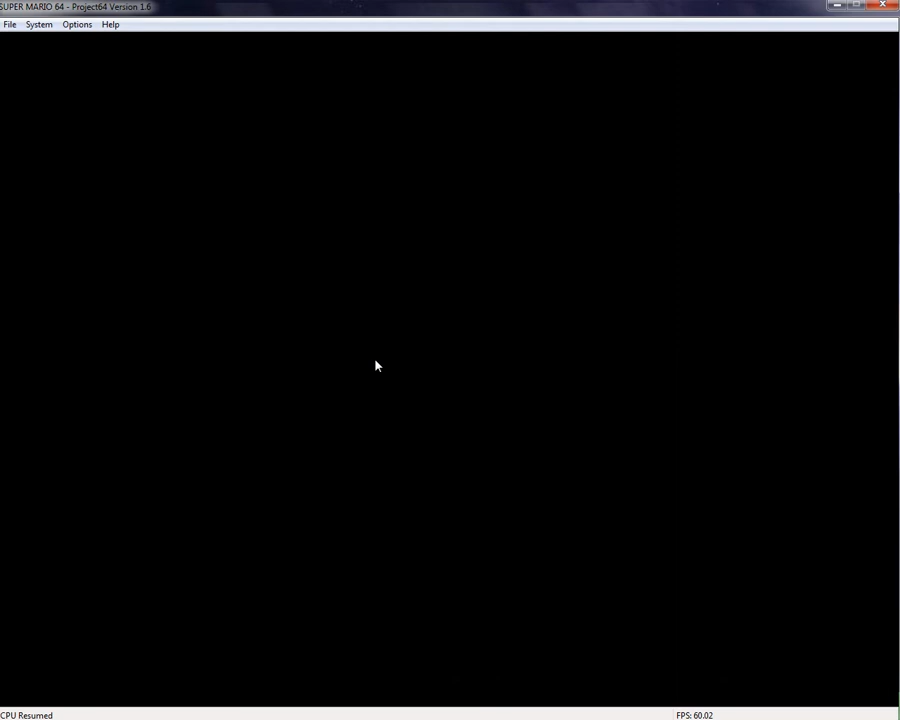 SUPER MARIO 64 - Project64 Version 1.6
File System Options Help
CPU Resumed FPS: 60.02